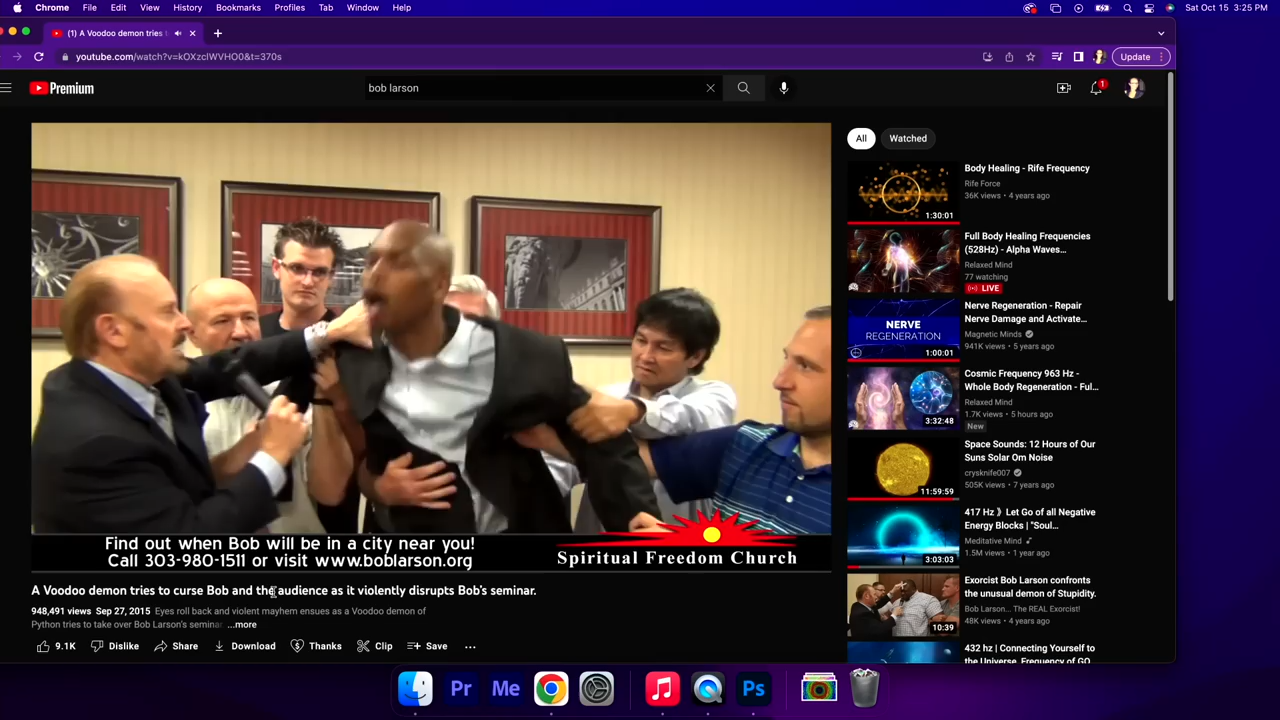 Chrome File Edit View History Bookmarks Profiles Tab Window Help
Sat Oct 15 3:25 PM
(1) A Voodoo demon tries t
youtube.com/watch?v=kOXzcIWVHO0&t=370s
Update
Premium
bob larson
1
All
Watched
Body Healing - Rife Frequency
Rife Force
36K views • 4 years ago
1:30:01
Full Body Healing Frequencies
(528Hz) - Alpha Waves...
Relaxed Mind
77 watching
LIVE
Nerve Regeneration - Repair
Nerve Damage and Activate...
Magnetic Minds
941K views • 5 years ago
NERVE
REGENERATION
1:00:01
Cosmic Frequency 963 Hz -
Whole Body Regeneration - Ful...
Relaxed Mind
1.7K views • 5 hours ago
New
3:32:48
Space Sounds: 12 Hours of Our
Suns Solar Om Noise
crysknife007
505K views • 7 years ago
11:59:59
417 Hz 》Let Go of all Negative
Energy Blocks | "Soul...
Meditative Mind
1.5M views • 1 year ago
3:03:03
Exorcist Bob Larson confronts
the unusual demon of Stupidity.
Bob Larson... The REAL Exorcist!
48K views • 4 years ago
10:39
432 hz | Connecting Yourself to
the Universe, Frequency of GO
Find out when Bob will be in a city near you!
Call 303-980-1511 or visit www.boblarson.org
Spiritual Freedom Church
A Voodoo demon tries to curse Bob and the audience as it violently disrupts Bob's seminar.
948,491 views Sep 27, 2015 Eyes roll back and violent mayhem ensues as a Voodoo demon of
Python tries to take over Bob Larson's seminar ...more
9.1K Dislike Share Download Thanks Clip Save ...
Pr Me Ps